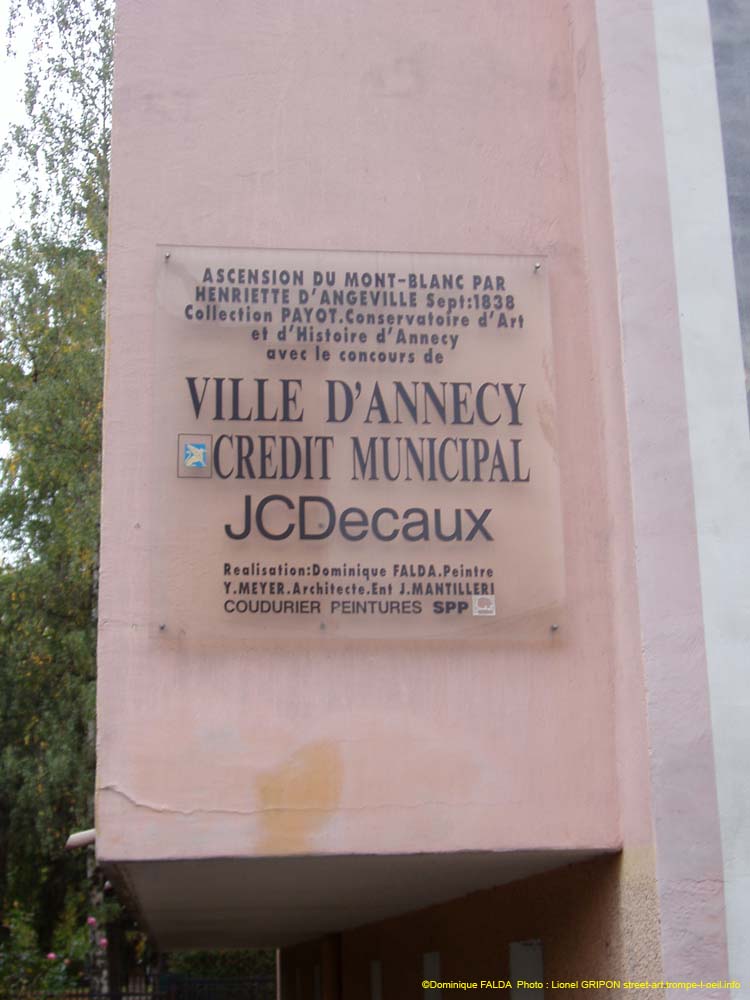 ASCENSION DU MONT-BLANC PAR
HENRIETTE D'ANGEVILLE Sept:1838
Collection PAYOT.Conservatoire d'Art
et d'Histoire d'Annecy
avec le concours de
VILLE D'ANNECY
CREDIT MUNICIPAL
JCDecaux
Realisation:Dominique FALDA.Peintre
Y.MEYER.Architecte.Ent J.MANTILLERI
COUDURIER PEINTURES SPP
©Dominique FALDA Photo : Lionel GRIPON street-art.trompe-l-oeil.info